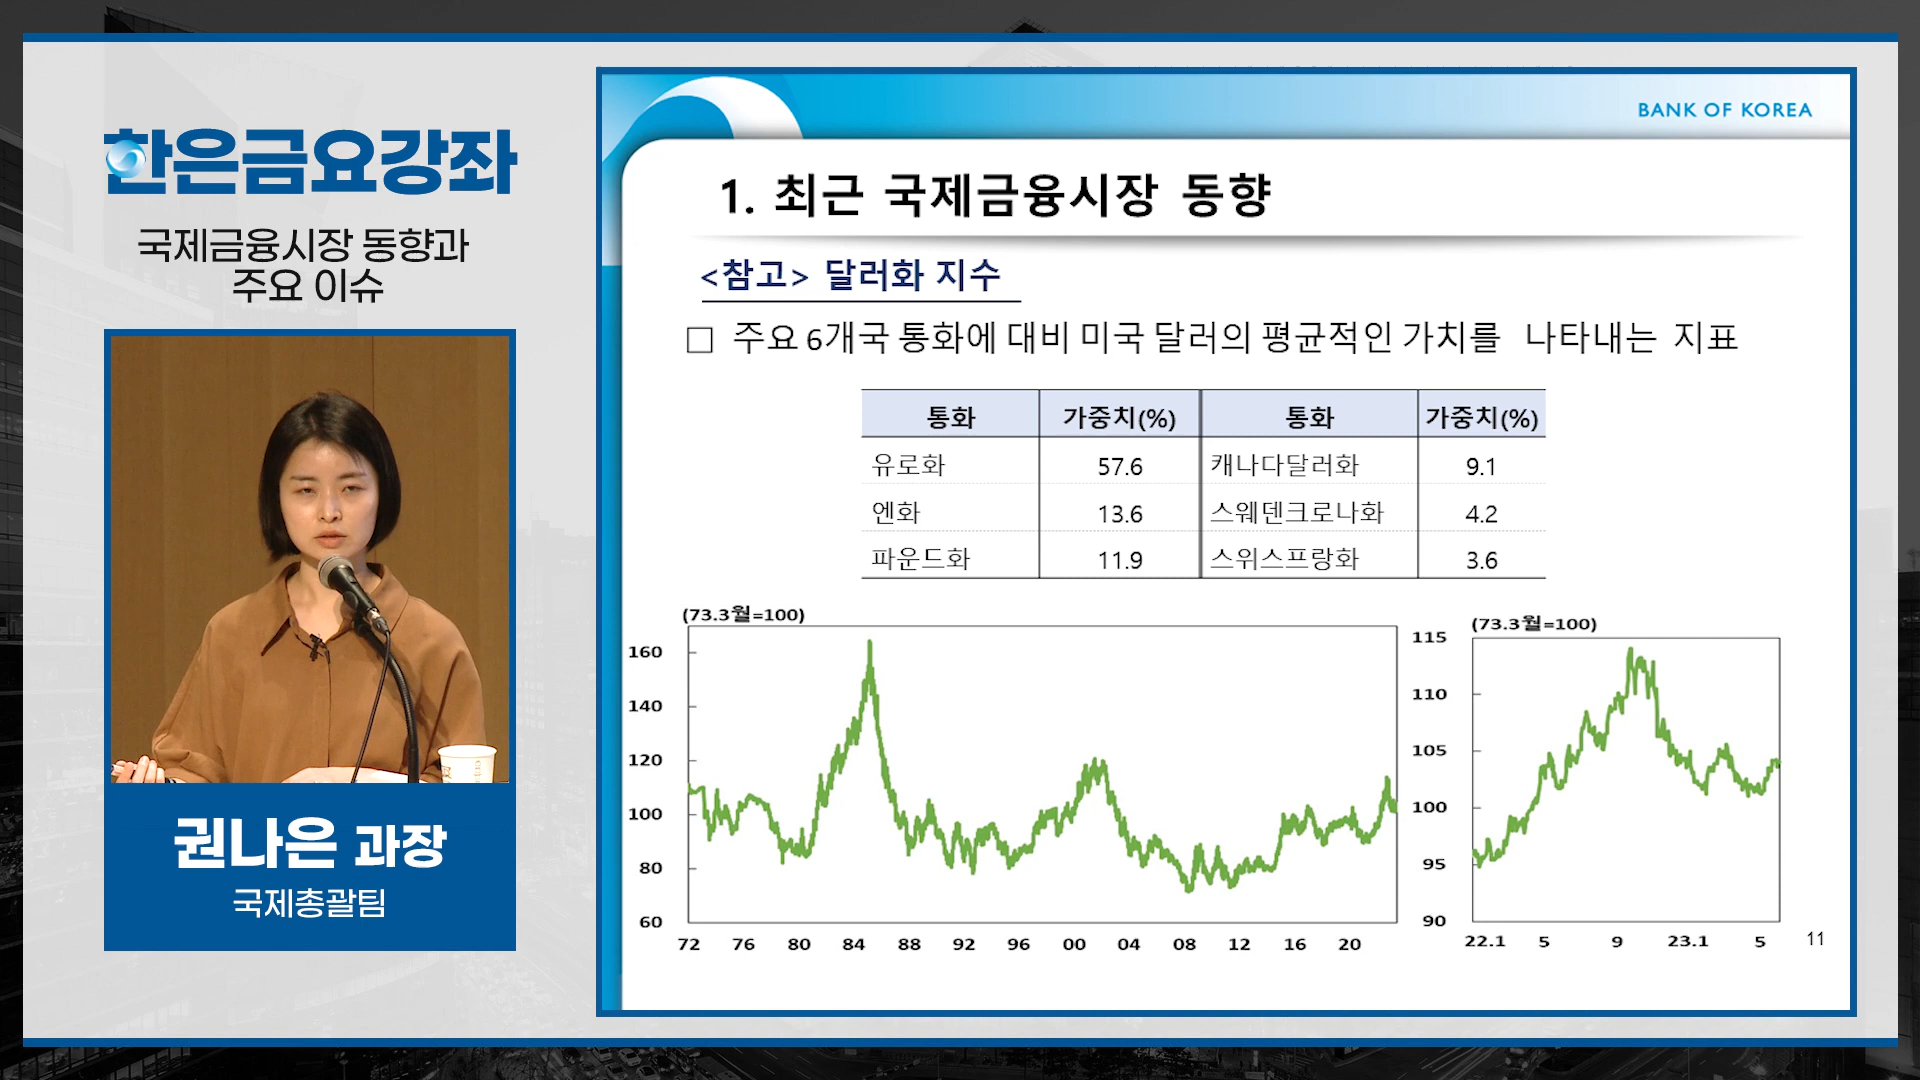 한은금요강좌
국제금융시장 동향과
주요 이슈
권나은 과장
국제총괄팀
BANK OF KOREA
1. 최근 국제금융시장 동향
<참고> 달러화 지수
□ 주요 6개국 통화에 대비 미국 달러의 평균적인 가치를 나타내는 지표
통화 가중치(%) 통화 가중치(%)
유로화 57.6 캐나다달러화 9.1
엔화 13.6 스웨덴크로나화 4.2
파운드화 11.9 스위스프랑화 3.6
(73.3월=100)
160
140
120
100
80
60
72 76 80 84 88 92 96 00 04 08 12 16 20
(73.3월=100)
115
110
105
100
95
90
22.1 5 9 23.1 5
11